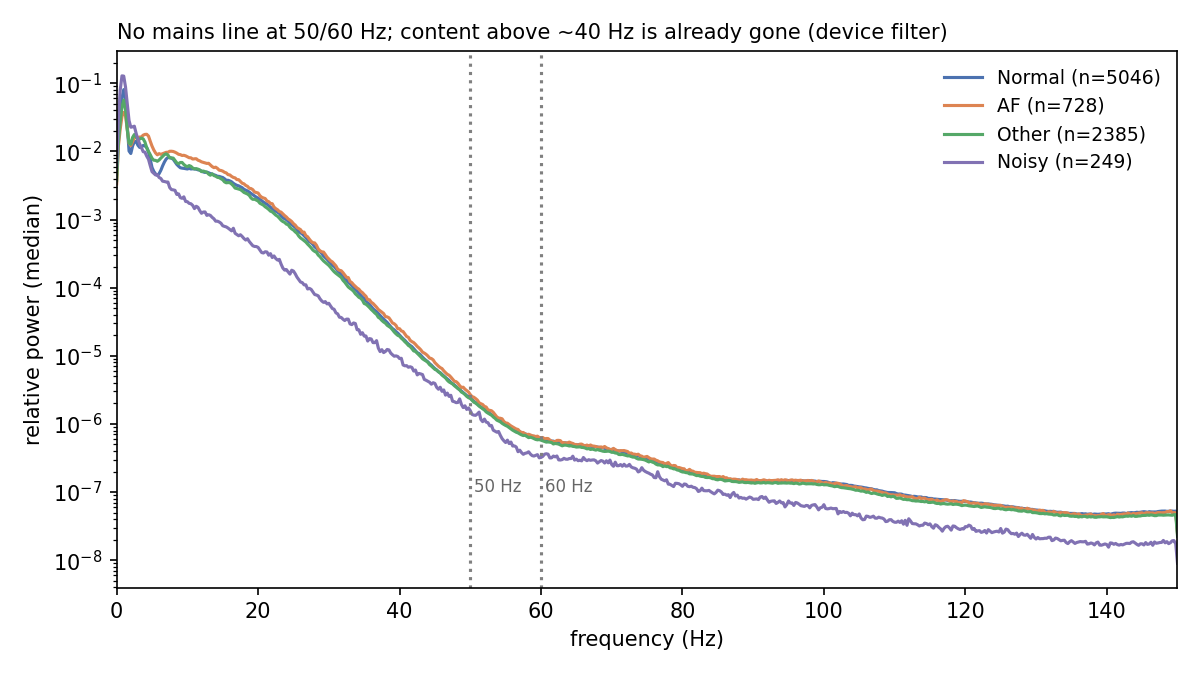 No mains line at 50/60 Hz; content above ~40 Hz is already gone (device filter)
relative power (median)
10⁻¹
10⁻²
10⁻³
10⁻⁴
10⁻⁵
10⁻⁶
10⁻⁷
10⁻⁸
Normal (n=5046)
AF (n=728)
Other (n=2385)
Noisy (n=249)
50 Hz
60 Hz
0 20 40 60 80 100 120 140
frequency (Hz)